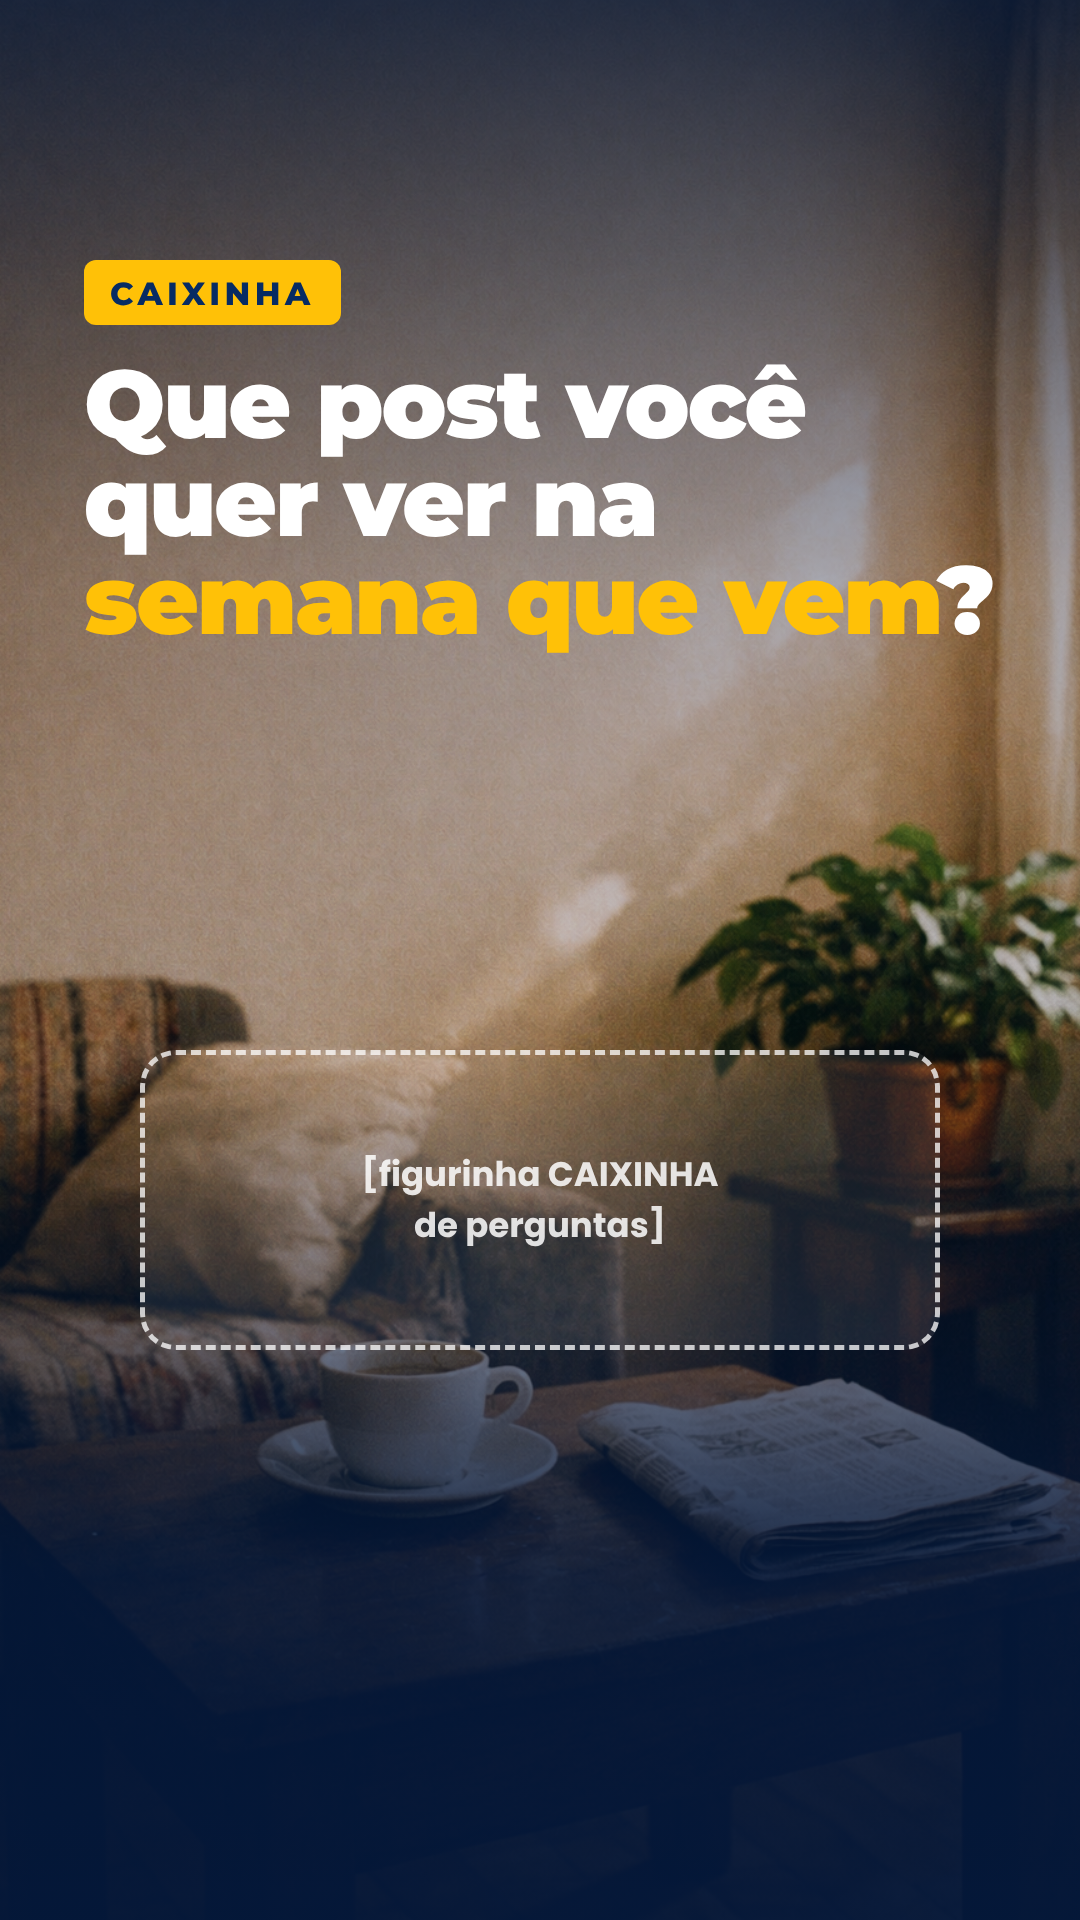 CAIXINHA
Que post você
quer ver na
semana que vem?
[figurinha CAIXINHA
de perguntas]